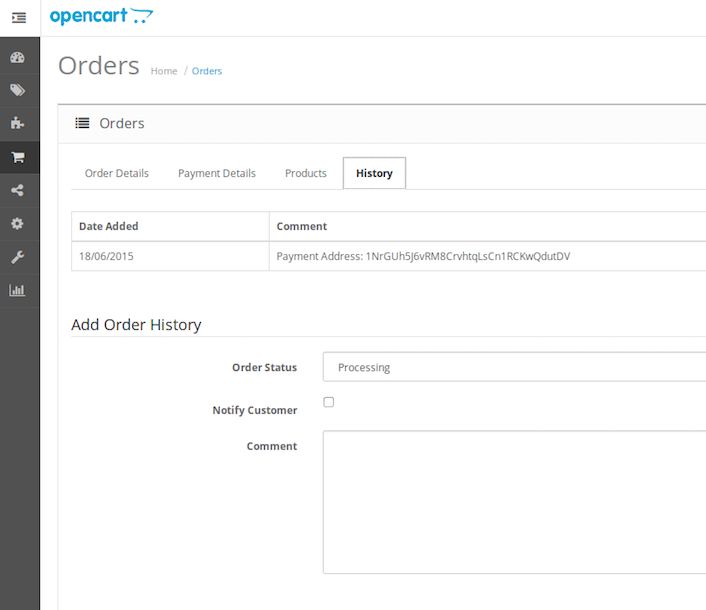 opencart
Orders Home / Orders
Orders
Order Details Payment Details Products History
Date Added Comment
18/06/2015 Payment Address: 1NrGUh5J6vRM8CrvhtqLsCn1RCKwQdutDV
Add Order History
Order Status Processing
Notify Customer
Comment